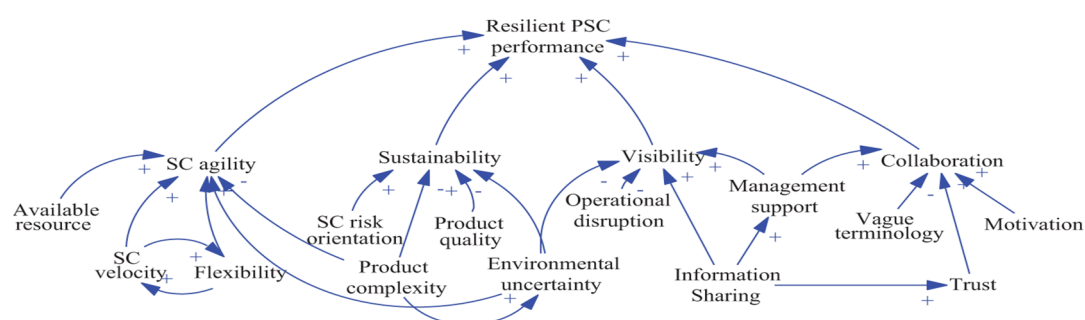 Resilient PSC
performance
+
+
+
+
SC agility
Sustainability
Visibility
Collaboration
+
+
+
-
+
-
+
-
-
-
-
+
+
+
-
+
+
Available
resource
SC risk
orientation
Product
quality
Operational
disruption
Management
support
+
Vague
terminology
Motivation
SC
velocity
+
+
Flexibility
Product
complexity
Environmental
uncertainty
+
Information
Sharing
Trust
+